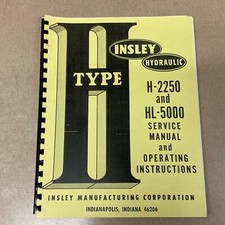 INSLEY
HYDRAULIC
H
TYPE
H-2250
and
HL-5000
SERVICE
MANUAL
and
OPERATING
INSTRUCTIONS
INSLEY MANUFACTURING CORPORATION
INDIANAPOLIS, INDIANA 46206